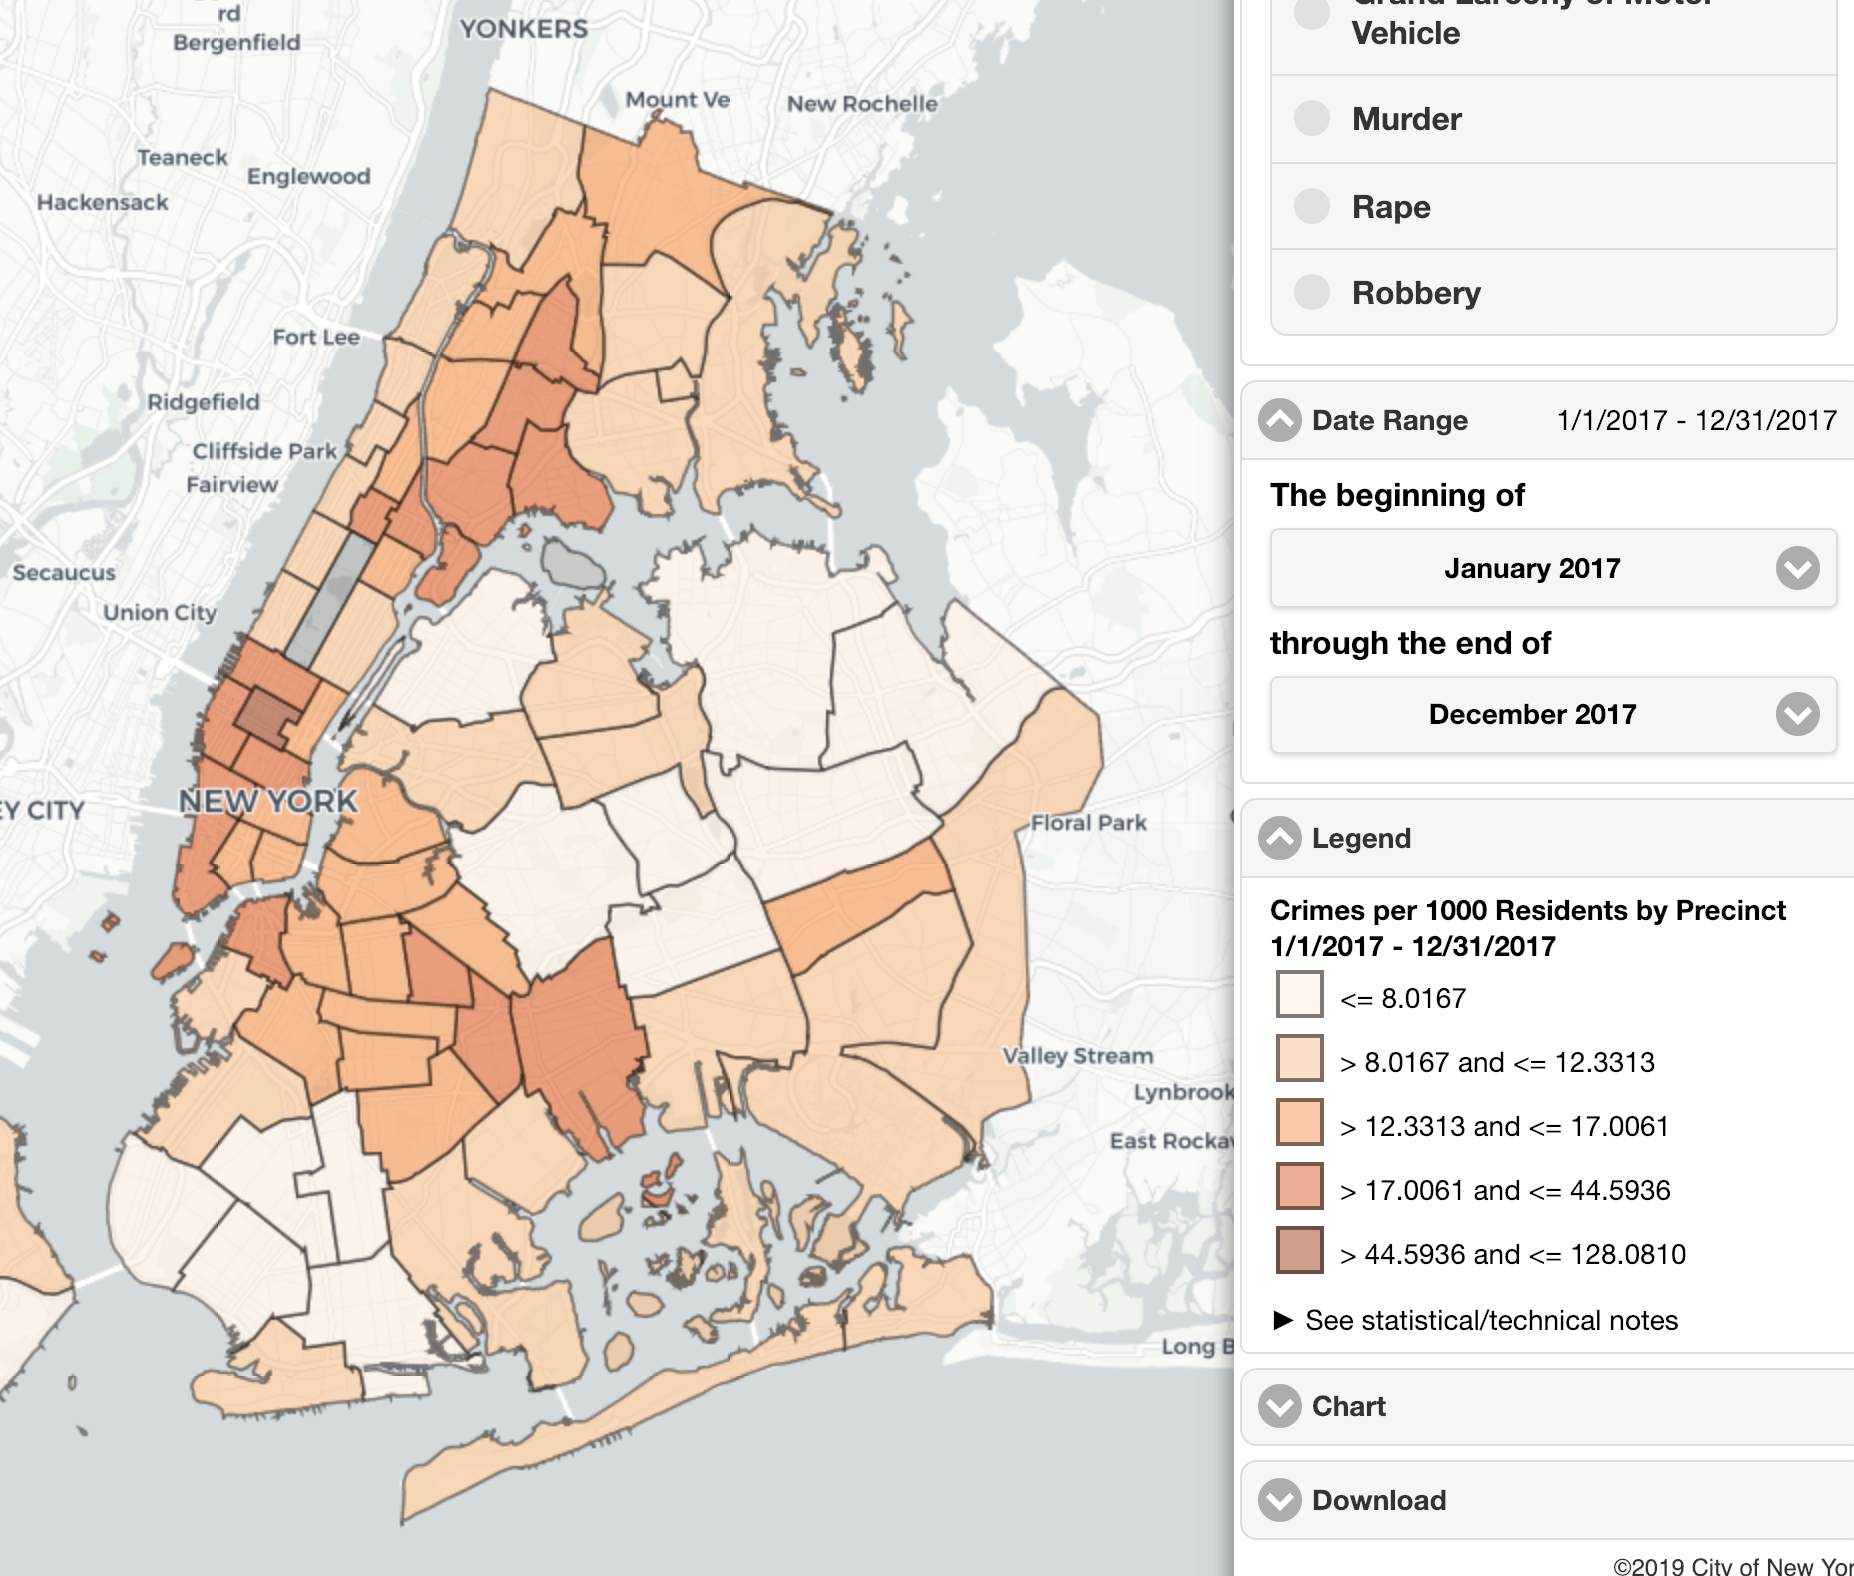 rd
Bergenfield
YONKERS
Mount Ve
New Rochelle
Teaneck
Englewood
Hackensack
Fort Lee
Ridgefield
Cliffside Park
Fairview
Secaucus
Union City
EY CITY
NEW YORK
Floral Park
Valley Stream
Lynbrook
East Rocka
Long B
Grand Larceny of Motor
Vehicle
Murder
Rape
Robbery
Date Range 1/1/2017 - 12/31/2017
The beginning of
January 2017
through the end of
December 2017
Legend
Crimes per 1000 Residents by Precinct
1/1/2017 - 12/31/2017
<= 8.0167
> 8.0167 and <= 12.3313
> 12.3313 and <= 17.0061
> 17.0061 and <= 44.5936
> 44.5936 and <= 128.0810
► See statistical/technical notes
Chart
Download
©2019 City of New Yor